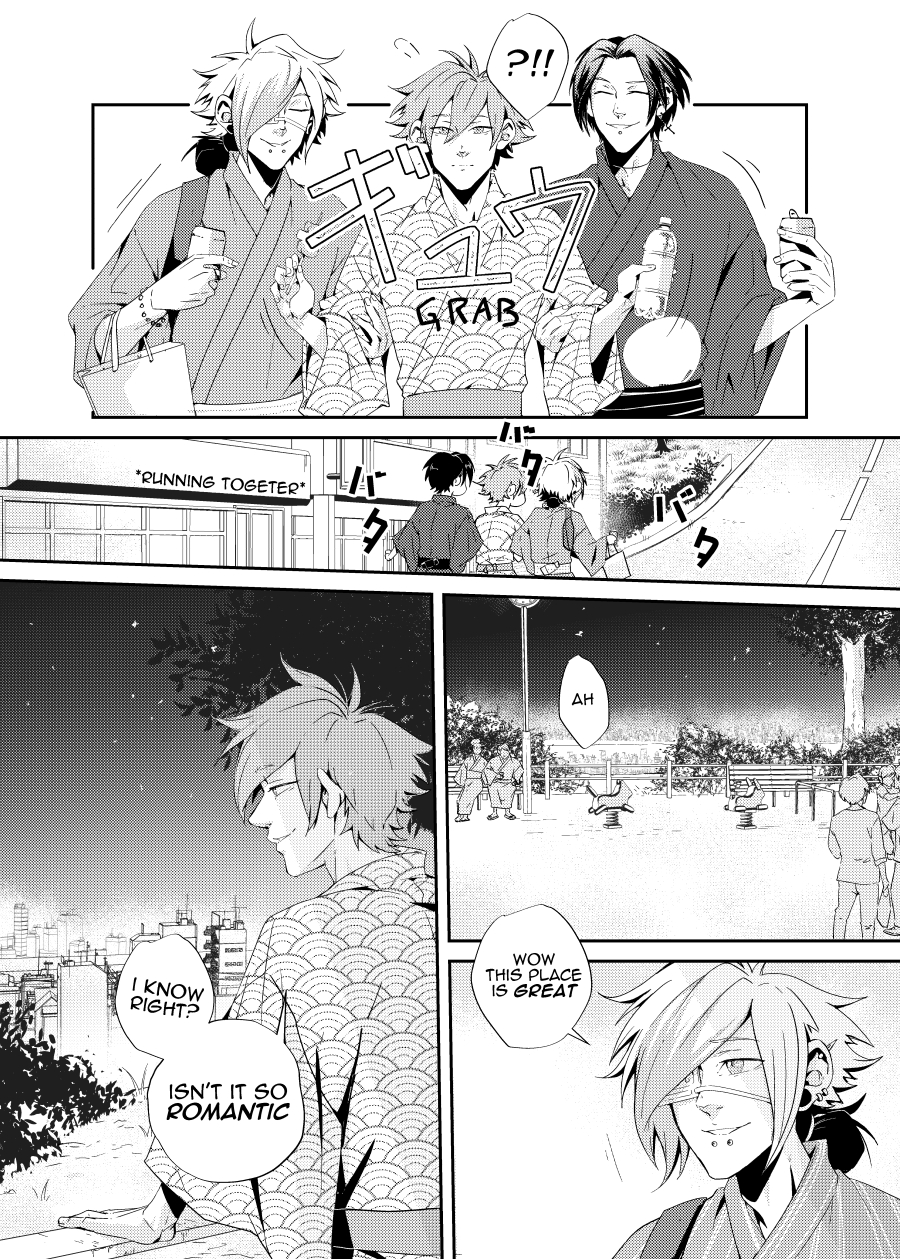 ?!!
ギュウ
GRAB
*RUNNING TOGETER*
バタ
バタ
バタ
AH
WOW
THIS PLACE
IS GREAT
I KNOW
RIGHT?
ISN'T IT SO
ROMANTIC